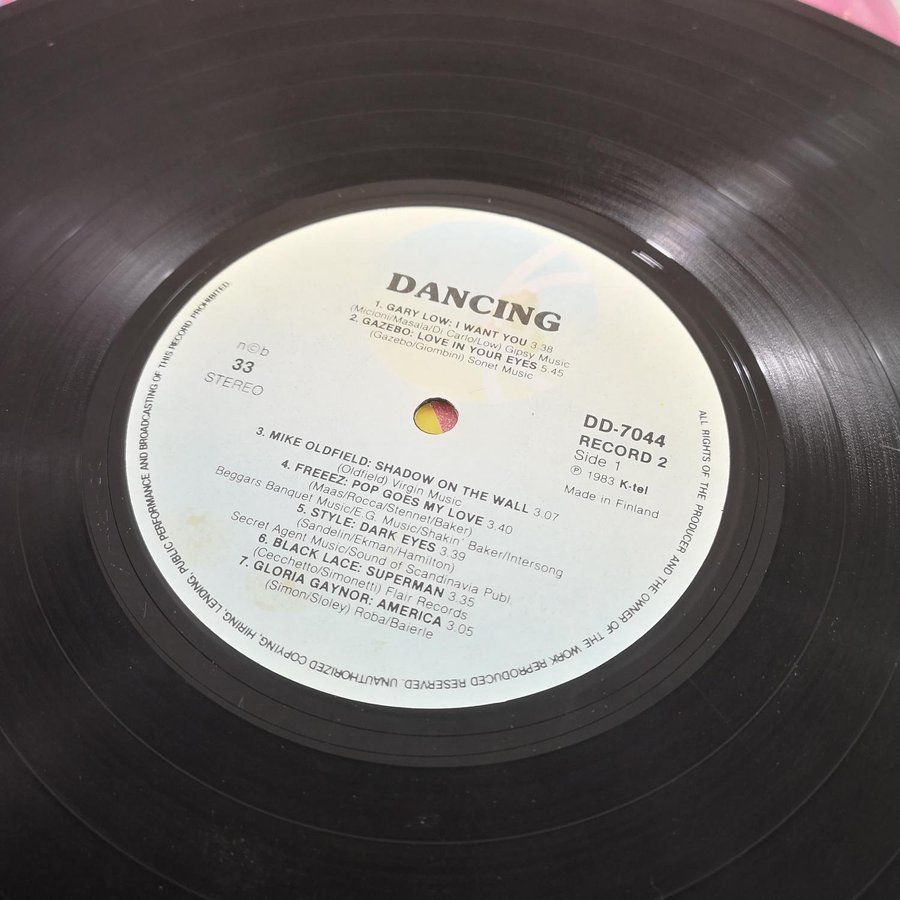 DANCING
1. GARY LOW: I WANT YOU 3.38
(Micioni/Masala/Di Carlo/Low) Gipsy Music
2. GAZEBO: LOVE IN YOUR EYES 5.45
(Gazebo/Giombini) Sonet Music
n©b
33
STEREO
DD-7044
RECORD 2
Side 1
℗ 1983 K-tel
Made in Finland
3. MIKE OLDFIELD: SHADOW ON THE WALL 3.07
(Oldfield) Virgin Music
4. FREEEZ: POP GOES MY LOVE 3.40
(Maas/Rocca/Stennet/Baker)
Beggars Banquet Music/E.G. Music/Shakin' Baker/Intersong
5. STYLE: DARK EYES 3.39
(Sandelin/Ekman/Hamilton)
Secret Agent Music/Sound of Scandinavia Publ.
6. BLACK LACE: SUPERMAN 3.35
(Cecchetto/Simonetti) Flair Records
7. GLORIA GAYNOR: AMERICA 3.05
(Simon/Sloley) Roba/Baierle
ALL RIGHTS OF THE PRODUCER AND THE OWNER OF THE WORK REPRODUCED RESERVED. UNAUTHORIZED COPYING, HIRING, LENDING, PUBLIC PERFORMANCE AND BROADCASTING OF THIS RECORD PROHIBITED.